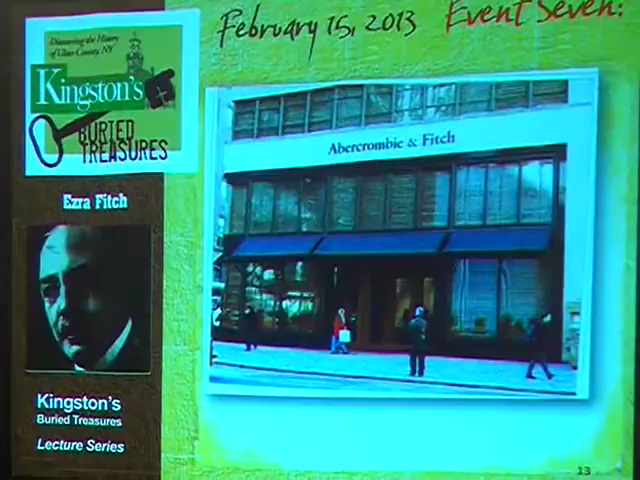 February 15, 2013
Event Seven:
Discovering the History
of Ulster County, NY
Kingston's
BURIED
TREASURES
Abercrombie & Fitch
Ezra Fitch
Kingston's
Buried Treasures
Lecture Series
13